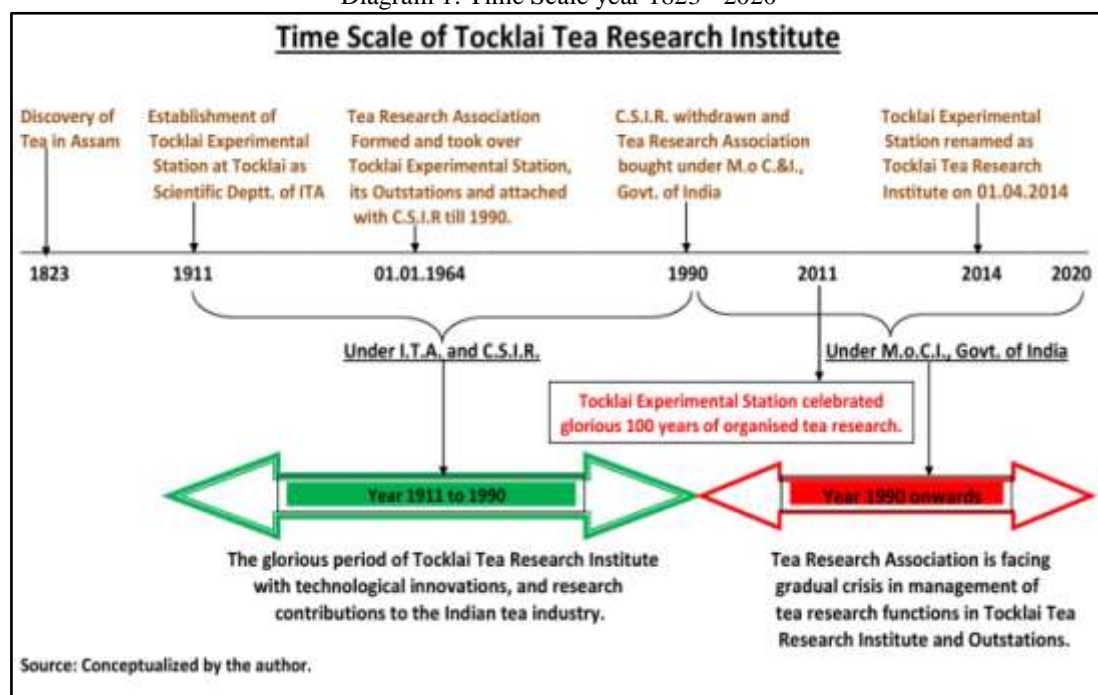 Diagram 1: Time Scale year 1823 - 2020
Time Scale of Tocklai Tea Research Institute
Discovery of
Tea in Assam
Establishment of
Tocklai Experimental
Station at Tocklai as
Scientific Deptt. of ITA
Tea Research Association
Formed and took over
Tocklai Experimental Station,
its Outstations and attached
with C.S.I.R till 1990.
C.S.I.R. withdrawn and
Tea Research Association
bought under M.o C.&I.,
Govt. of India
Tocklai Experimental
Station renamed as
Tocklai Tea Research
Institute on 01.04.2014
1823
1911
01.01.1964
1990
2011
2014
2020
Under I.T.A. and C.S.I.R.
Under M.o.C.I., Govt. of India
Tocklai Experimental Station celebrated
glorious 100 years of organised tea research.
Year 1911 to 1990
Year 1990 onwards
The glorious period of Tocklai Tea Research Institute
with technological innovations, and research
contributions to the Indian tea industry.
Tea Research Association is facing
gradual crisis in management of
tea research functions in Tocklai Tea
Research Institute and Outstations.
Source: Conceptualized by the author.